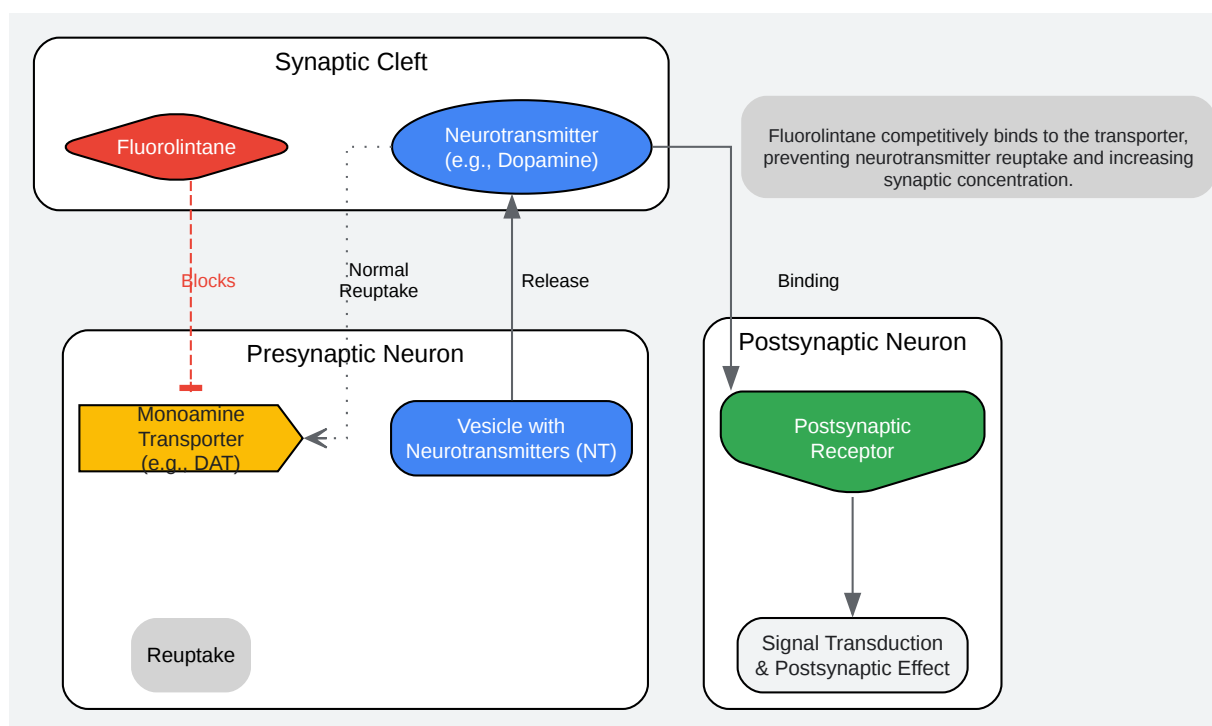 Synaptic Cleft
Fluorolintane
Neurotransmitter
(e.g., Dopamine)
Fluorolintane competitively binds to the transporter,
preventing neurotransmitter reuptake and increasing
synaptic concentration.
Blocks
Normal
Reuptake
Release
Binding
Presynaptic Neuron
Monoamine
Transporter
(e.g., DAT)
Vesicle with
Neurotransmitters (NT)
Reuptake
Postsynaptic Neuron
Postsynaptic
Receptor
Signal Transduction
& Postsynaptic Effect